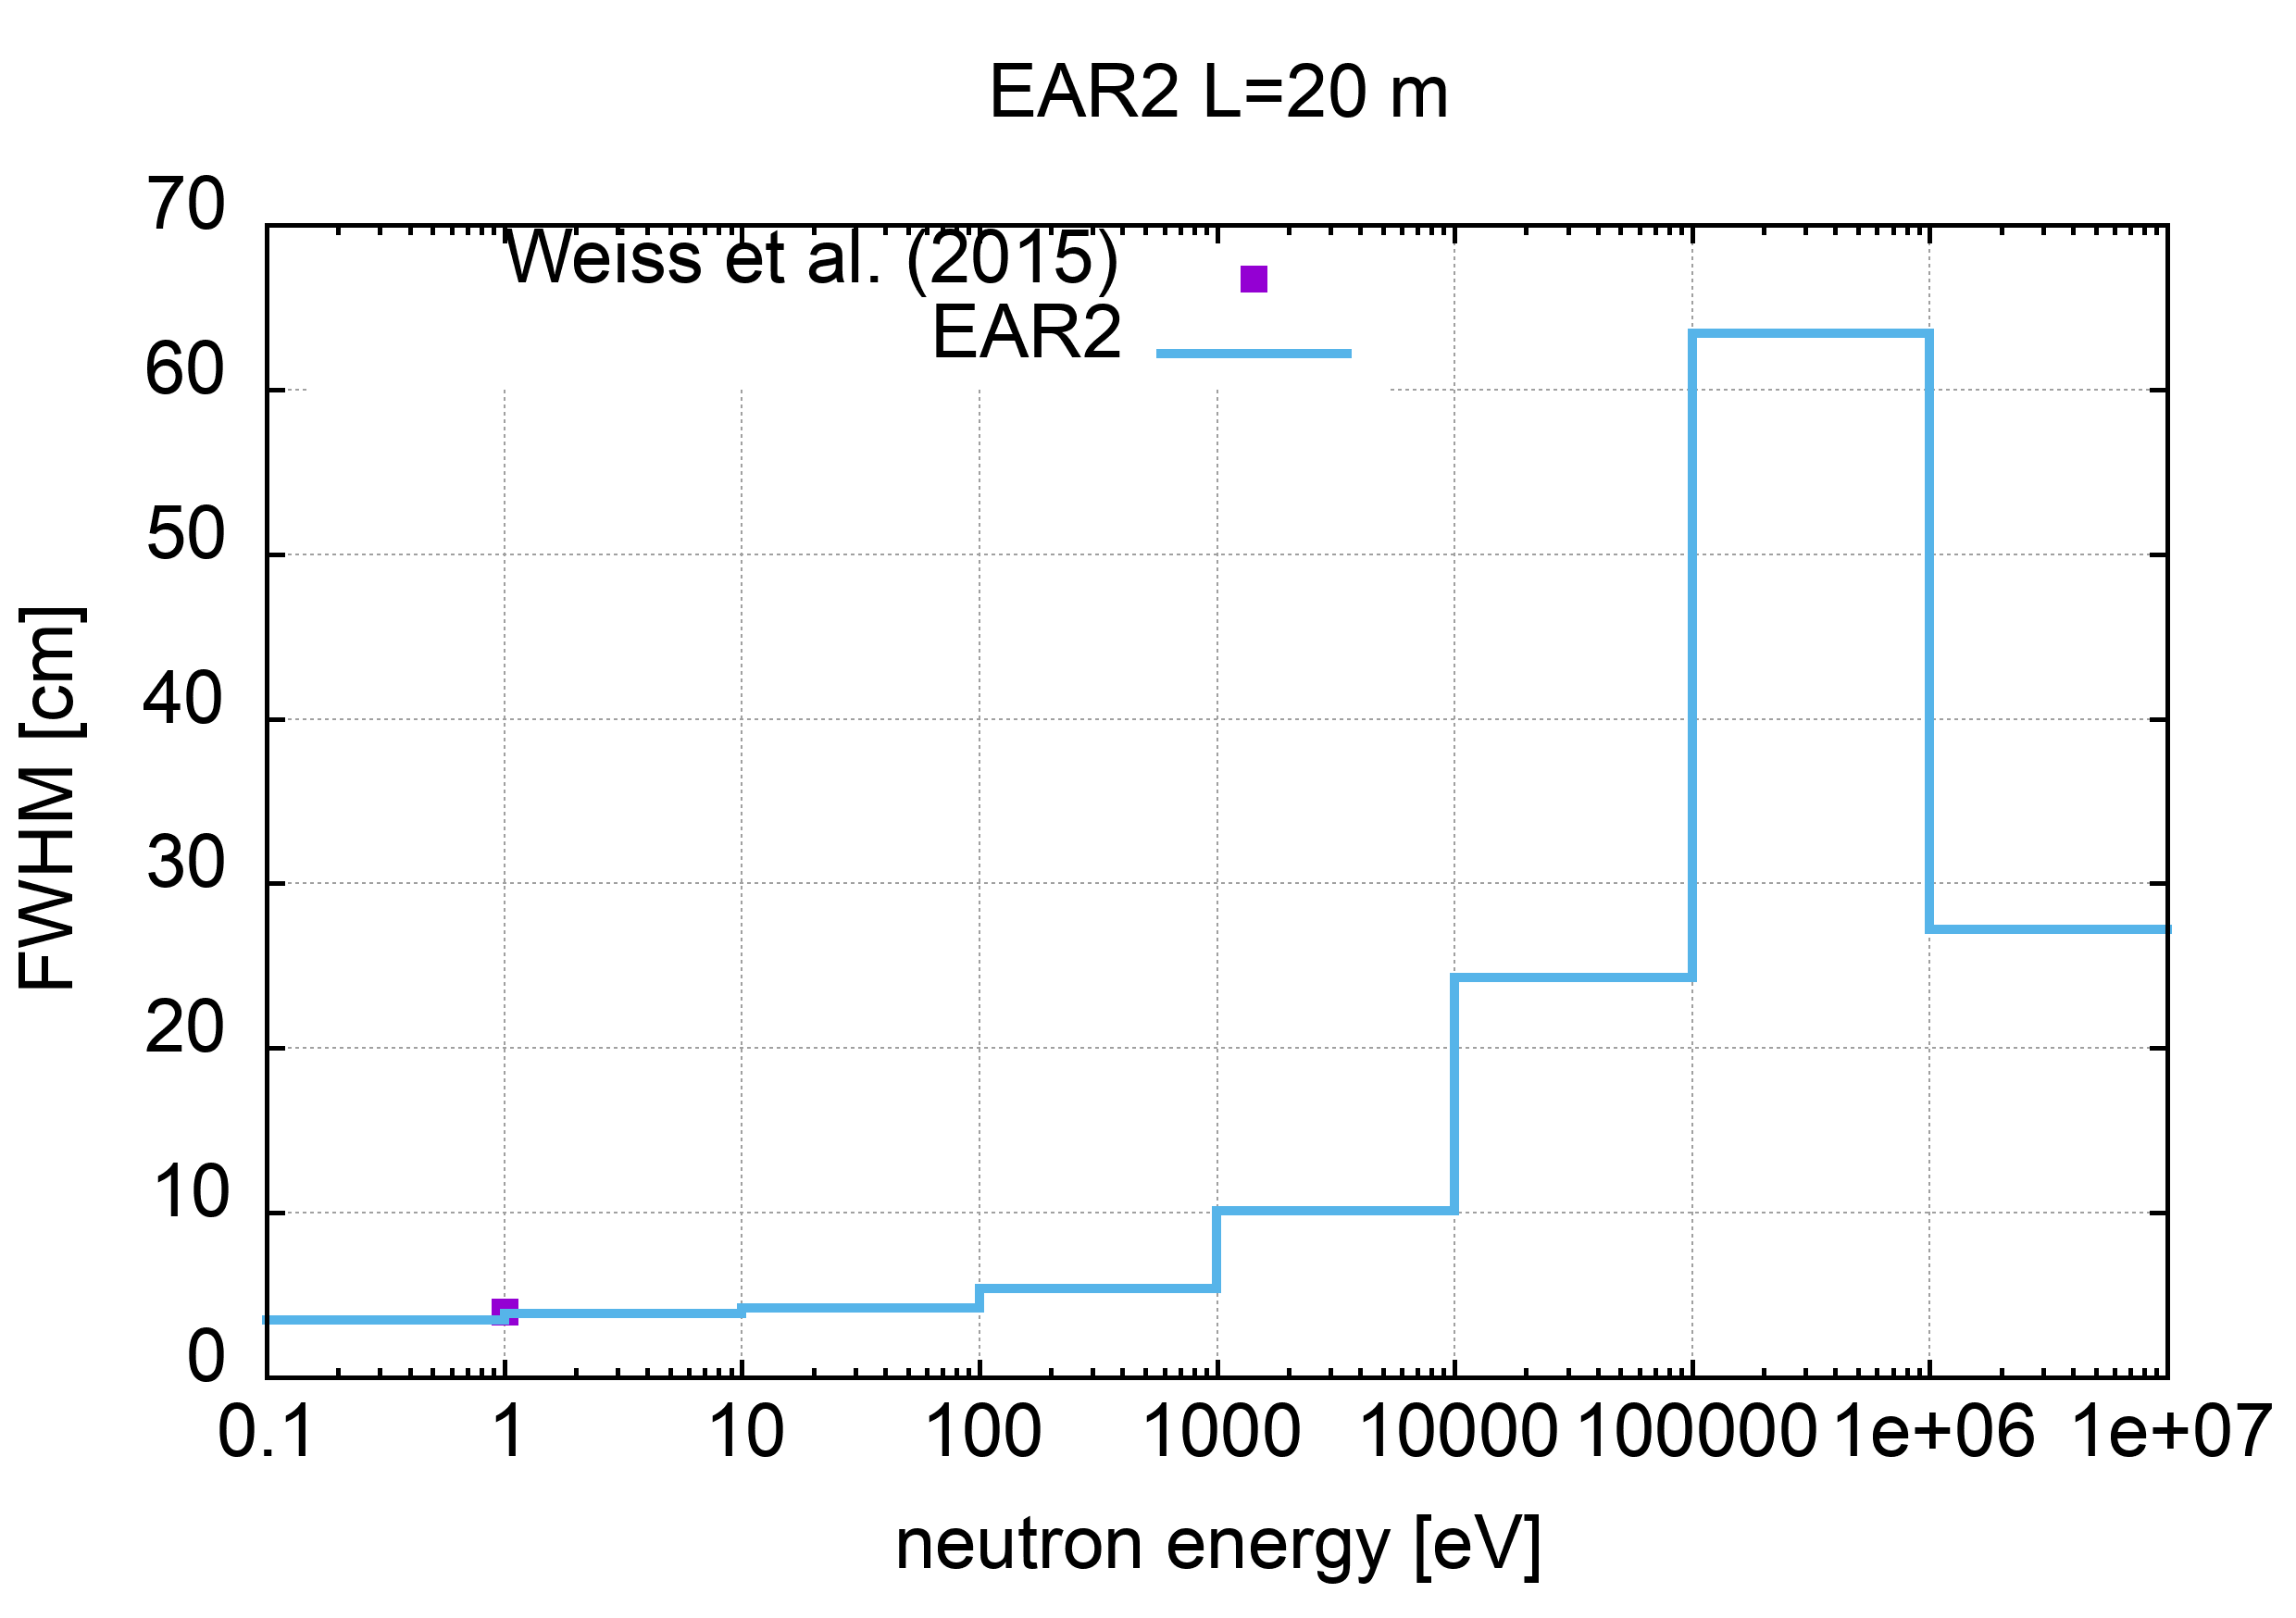 EAR2 L=20 m
70
Weiss et al. (2015)
EAR2
60
50
40
30
20
10
0
FWHM [cm]
0.1 1 10 100 1000 10000 100000 1e+06 1e+07
neutron energy [eV]